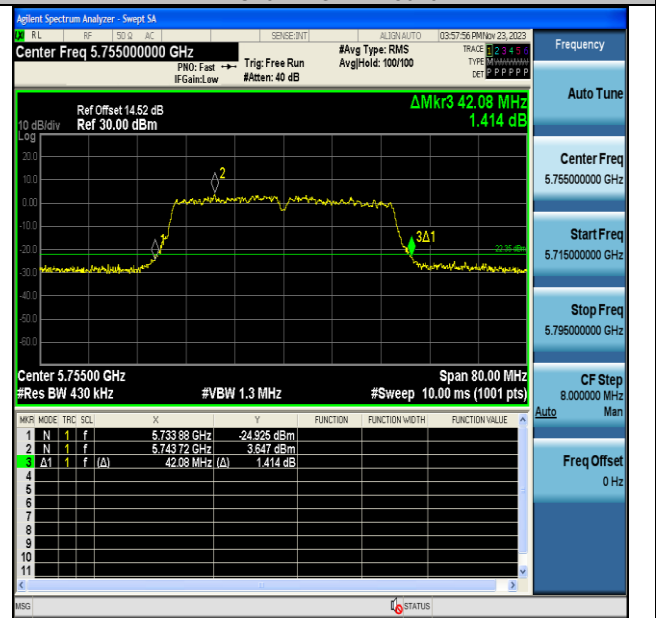 Agilent Spectrum Analyzer - Swept SA
RL RF 50 Ω AC SENSE:INT ALIGN AUTO 03:57:56 PM Nov 23, 2023
Center Freq 5.755000000 GHz
PNO: Fast
IFGain:Low
Trig: Free Run
#Atten: 40 dB
#Avg Type: RMS
Avg|Hold: 100/100
TRACE 1 2 3 4 5 6
TYPE M
DET P P P P P P
Frequency
Auto Tune
Center Freq
5.755000000 GHz
Start Freq
5.715000000 GHz
Stop Freq
5.795000000 GHz
CF Step
8.000000 MHz
Auto Man
Freq Offset
0 Hz
ΔMkr3 42.08 MHz
1.414 dB
Ref Offset 14.52 dB
10 dB/div Ref 30.00 dBm
Log
20.0
10.0
0.00
-10.0
-20.0
-30.0
-40.0
-50.0
-60.0
2
3Δ1
-22.35 dBm
Center 5.75500 GHz Span 80.00 MHz
#Res BW 430 kHz #VBW 1.3 MHz #Sweep 10.00 ms (1001 pts)
MKR MODE TRC SCL X Y FUNCTION FUNCTION WIDTH FUNCTION VALUE
1 N 1 f 5.733 88 GHz -24.925 dBm
2 N 1 f 5.743 72 GHz 3.647 dBm
3 Δ1 1 f (Δ) 42.08 MHz (Δ) 1.414 dB
4
5
6
7
8
9
10
11
MSG STATUS